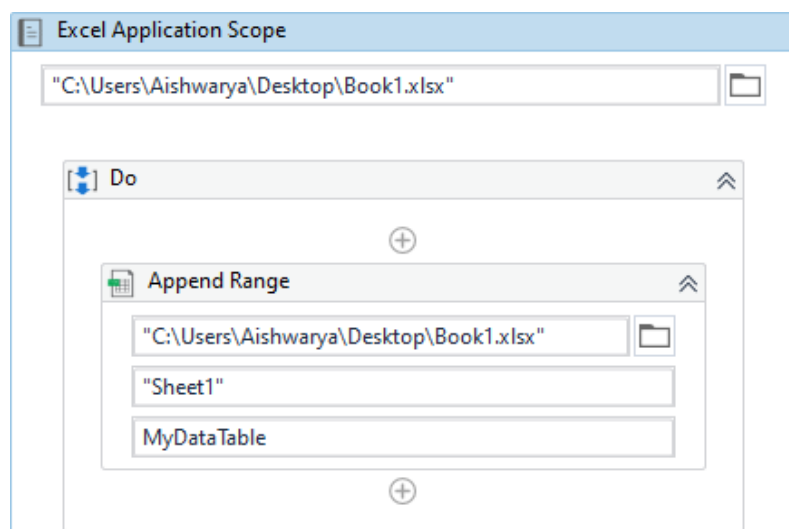 Excel Application Scope
"C:\Users\Aishwarya\Desktop\Book1.xlsx"
Do
Append Range
"C:\Users\Aishwarya\Desktop\Book1.xlsx"
"Sheet1"
MyDataTable